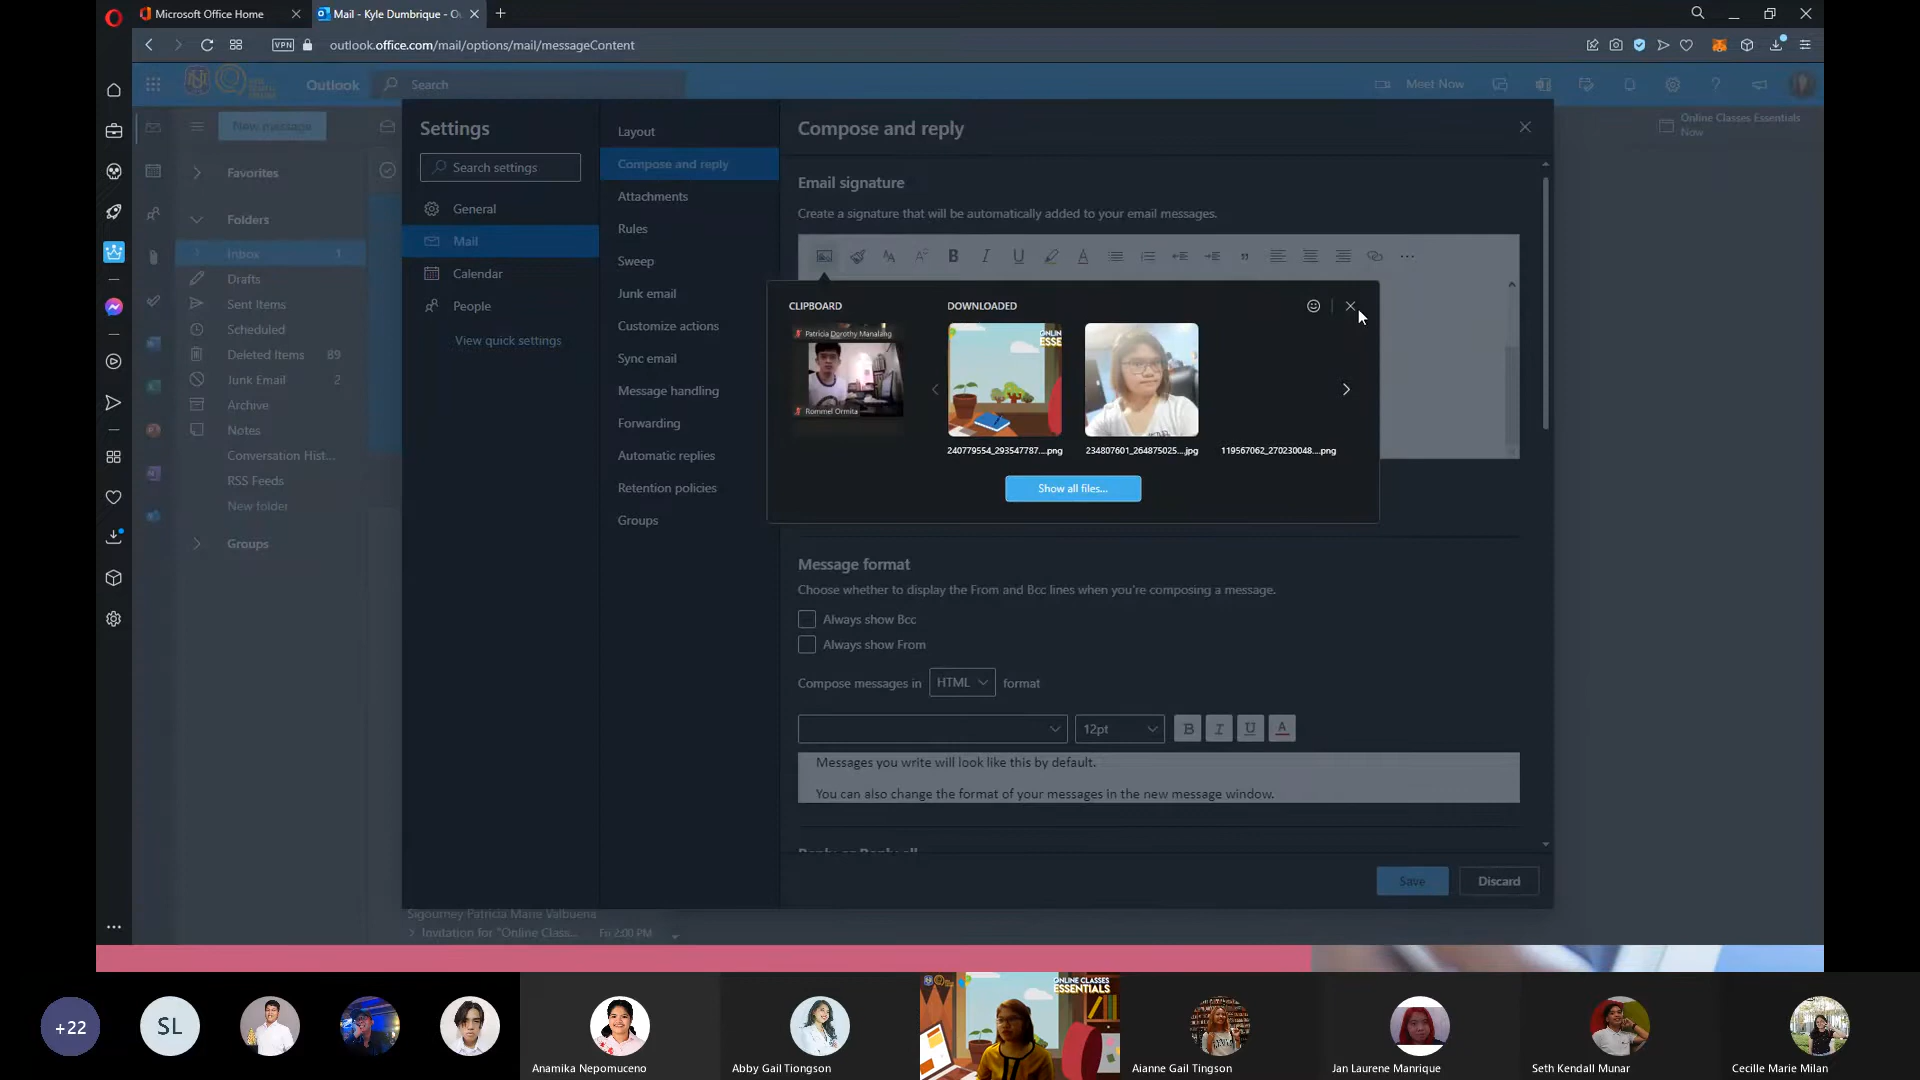 Microsoft Office Home
Mail - Kyle Dumbrique - O
VPN
outlook.office.com/mail/options/mail/messageContent
Outlook
Search
Meet Now
New message
Online Classes Essentials
Now
Favorites
Folders
Inbox 1
Drafts
Sent Items
Scheduled
Deleted Items 89
Junk Email 2
Archive
Notes
Conversation Hist...
RSS Feeds
New folder
Groups
Settings
Search settings
General
Mail
Calendar
People
View quick settings
Layout
Compose and reply
Attachments
Rules
Sweep
Junk email
Customize actions
Sync email
Message handling
Forwarding
Automatic replies
Retention policies
Groups
Compose and reply
Email signature
Create a signature that will be automatically added to your email messages.
CLIPBOARD
DOWNLOADED
Patricia Dorothy Manalang
Rommel Ormita
ONLIN
ESSE
240779554_293547787....png
234807601_264875025...jpg
119567062_270230048....png
Show all files...
Message format
Choose whether to display the From and Bcc lines when you're composing a message.
Always show Bcc
Always show From
Compose messages in HTML format
12pt
Messages you write will look like this by default.
You can also change the format of your messages in the new message window.
Reply or Reply all
Save
Discard
Sigourney Patricia Marie Valbuena
Invitation for "Online Class... Fri 2:00 PM
+22
SL
Anamika Nepomuceno
Abby Gail Tiongson
ONLINE CLASSES
ESSENTIALS
Aianne Gail Tingson
Jan Laurene Manrique
Seth Kendall Munar
Cecille Marie Milan